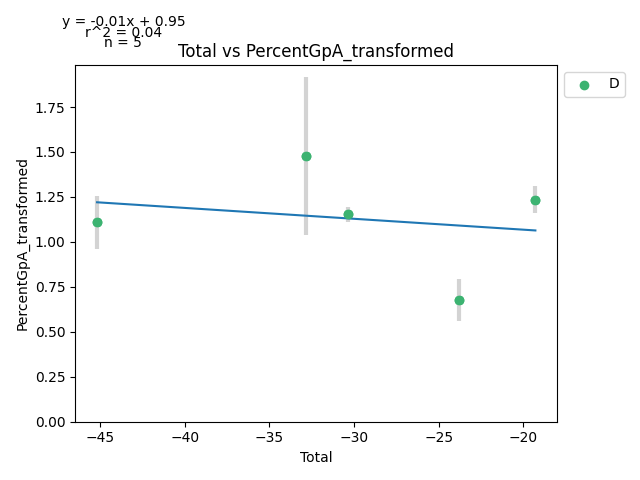 y = -0.01x + 0.95
r^2 = 0.04
n = 5
Total vs PercentGpA_transformed
D
PercentGpA_transformed
1.75
1.50
1.25
1.00
0.75
0.50
0.25
0.00
−45
−40
−35
−30
−25
−20
Total